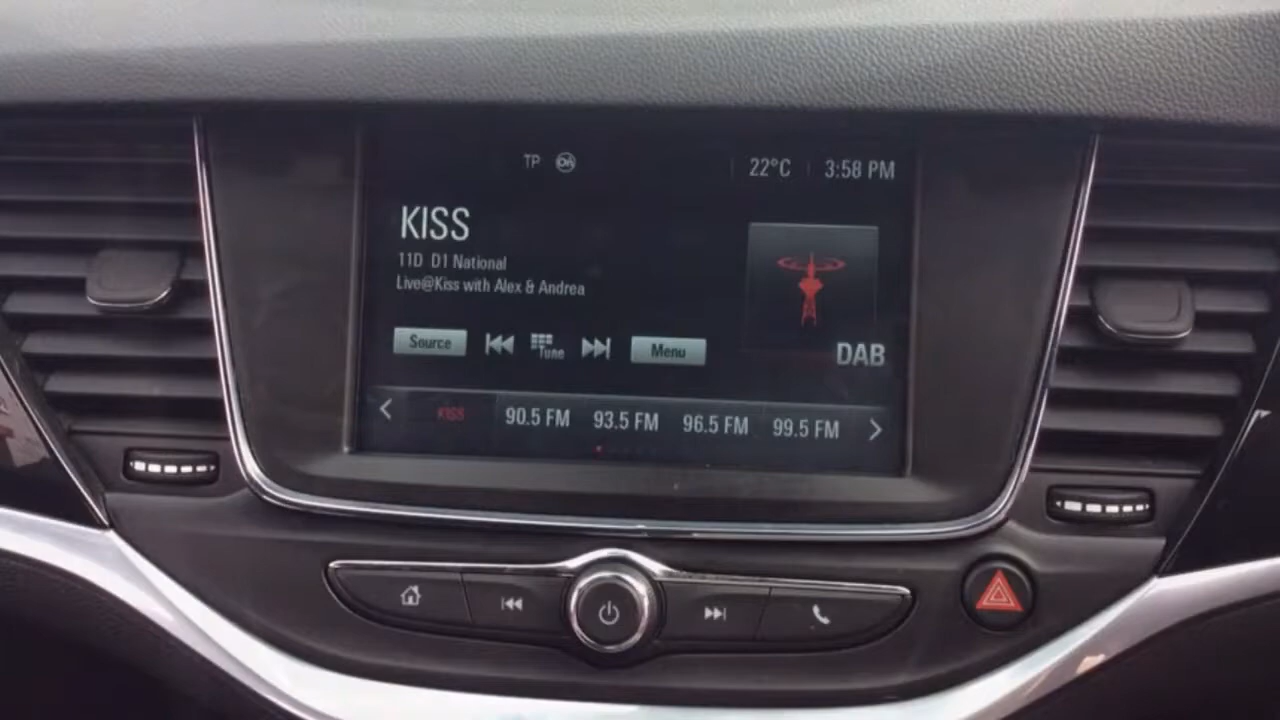 TP
22°C
3:58 PM
KISS
11D D1 National
Live@Kiss with Alex & Andrea
Source
Tune
Menu
DAB
KISS
90.5 FM
93.5 FM
96.5 FM
99.5 FM